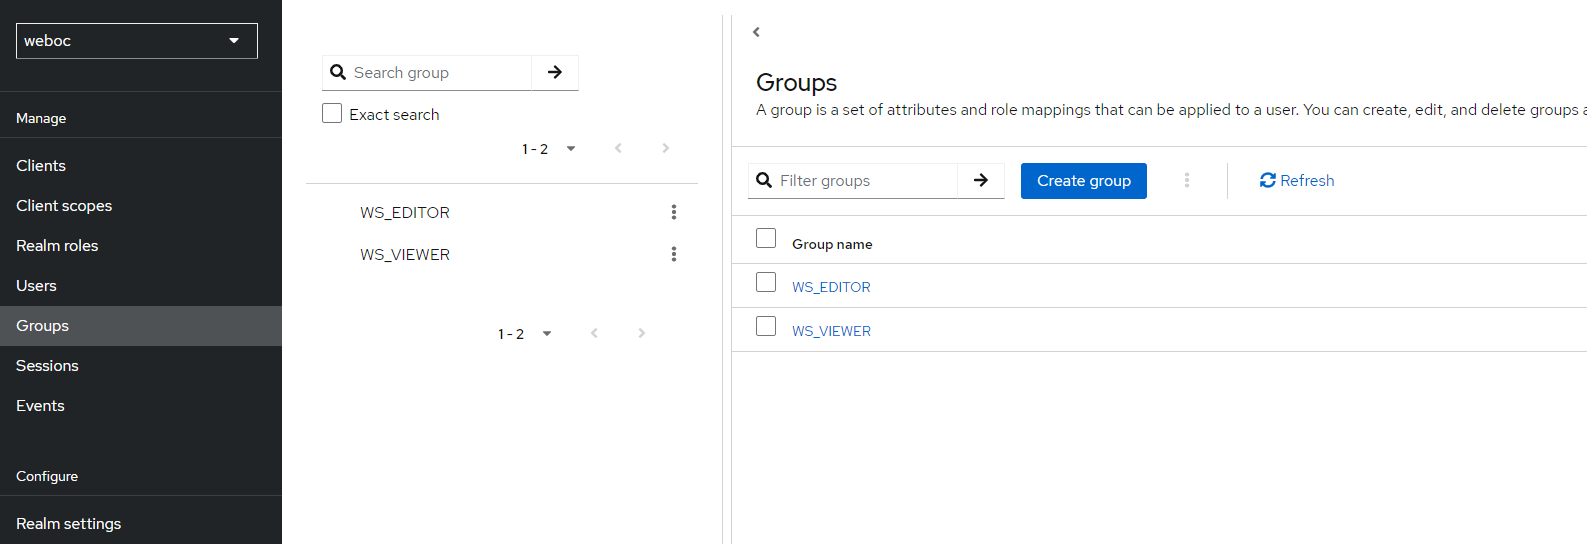 weboc
Manage
Clients
Client scopes
Realm roles
Users
Groups
Sessions
Events
Configure
Realm settings
Search group
Exact search
1 - 2
WS_EDITOR
WS_VIEWER
1 - 2
Groups
A group is a set of attributes and role mappings that can be applied to a user. You can create, edit, and delete groups a
Filter groups
Create group
Refresh
Group name
WS_EDITOR
WS_VIEWER